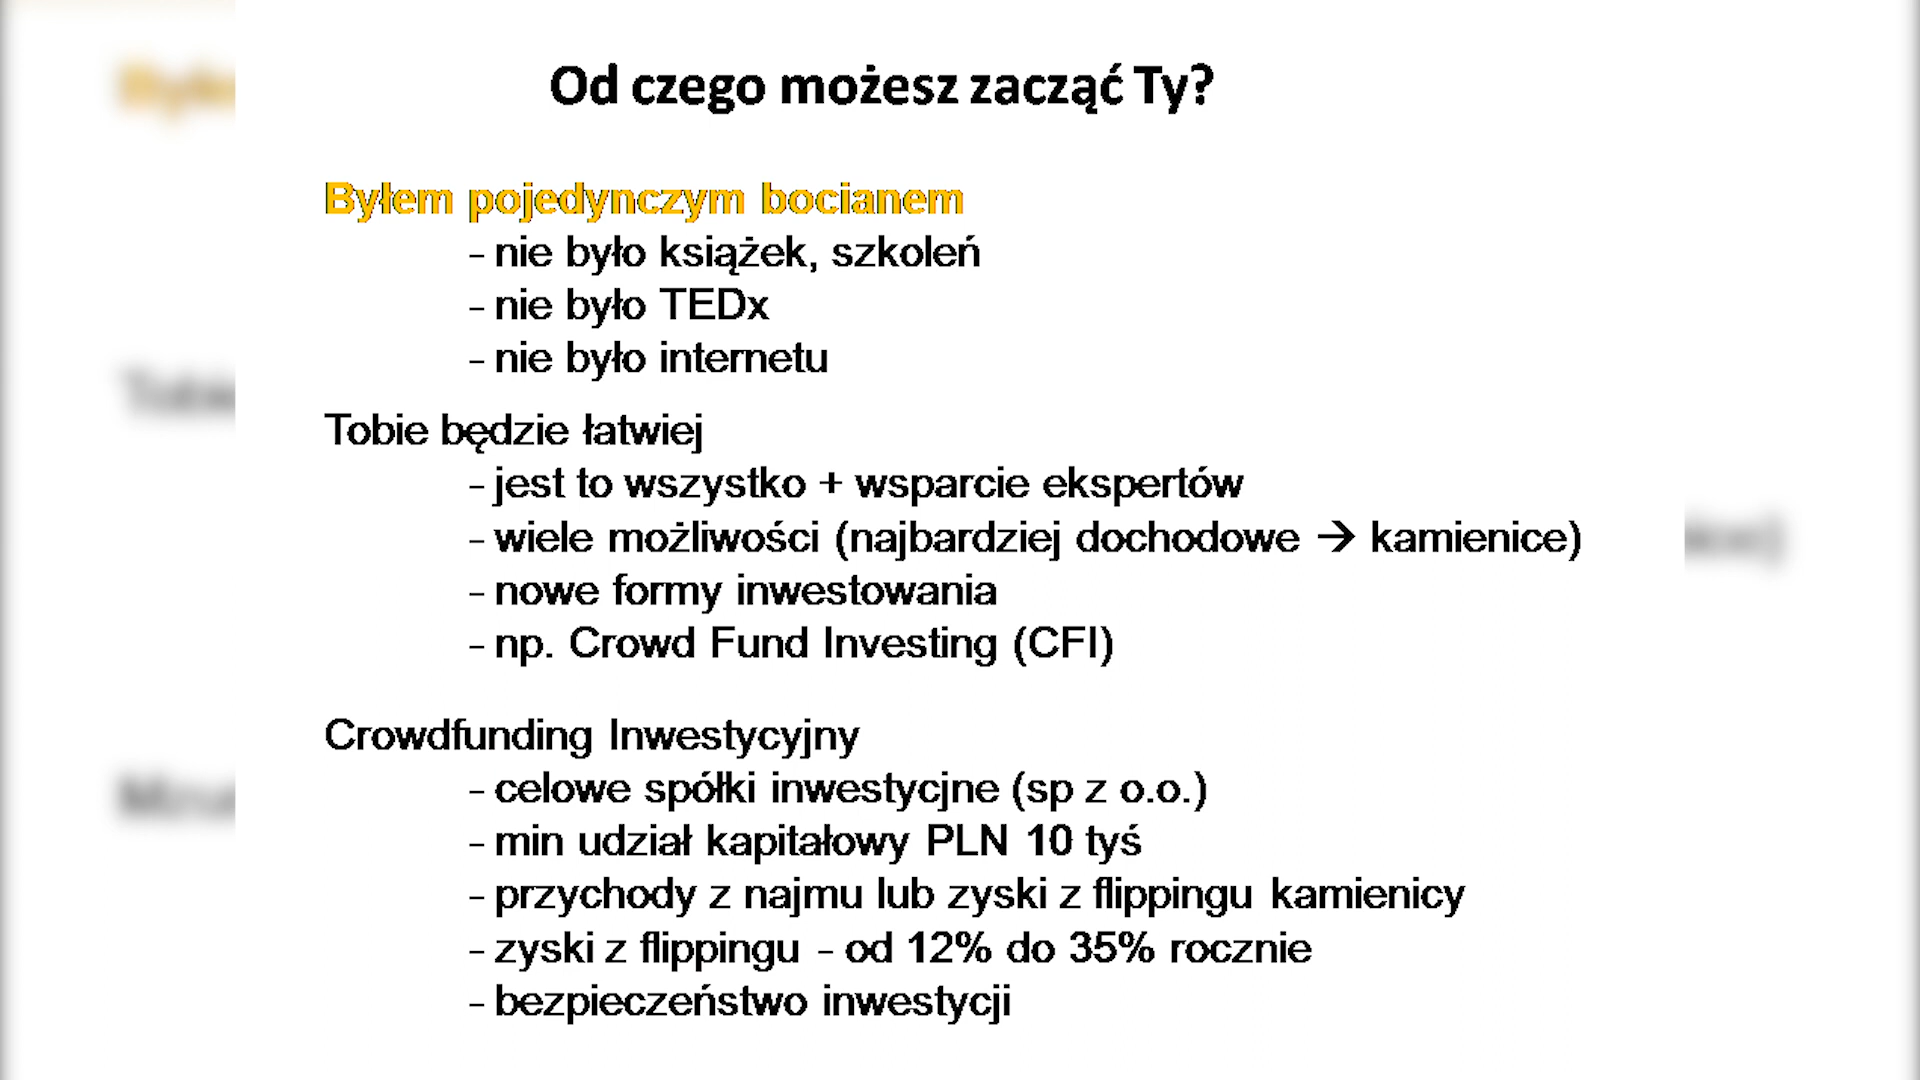 Od czego możesz zacząć Ty?
Byłem pojedynczym bocianem
- nie było książek, szkoleń
- nie było TEDx
- nie było internetu
Tobie będzie łatwiej
- jest to wszystko + wsparcie ekspertów
- wiele możliwości (najbardziej dochodowe → kamienice)
- nowe formy inwestowania
- np. Crowd Fund Investing (CFI)
Crowdfunding Inwestycyjny
- celowe spółki inwestycjne (sp z o.o.)
- min udział kapitałowy PLN 10 tyś
- przychody z najmu lub zyski z flippingu kamienicy
- zyski z flippingu - od 12% do 35% rocznie
- bezpieczeństwo inwestycji